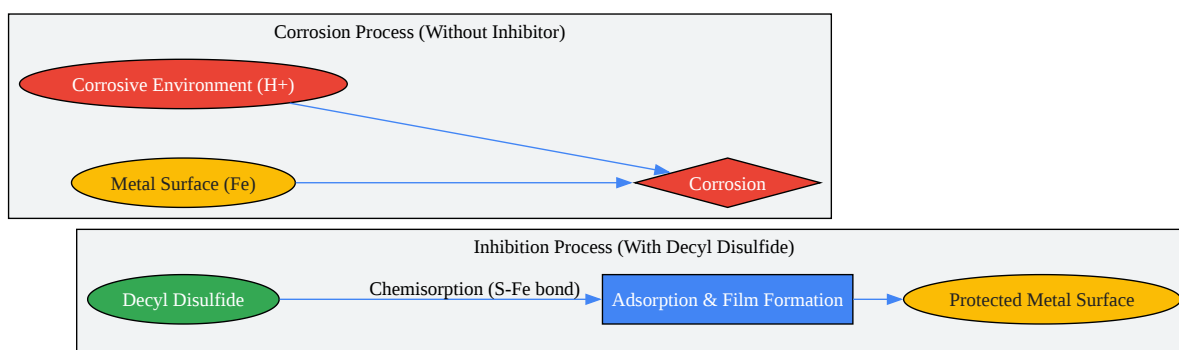 Corrosion Process (Without Inhibitor)
Corrosive Environment (H+)
Metal Surface (Fe)
Corrosion
Inhibition Process (With Decyl Disulfide)
Decyl Disulfide
Chemisorption (S-Fe bond)
Adsorption & Film Formation
Protected Metal Surface